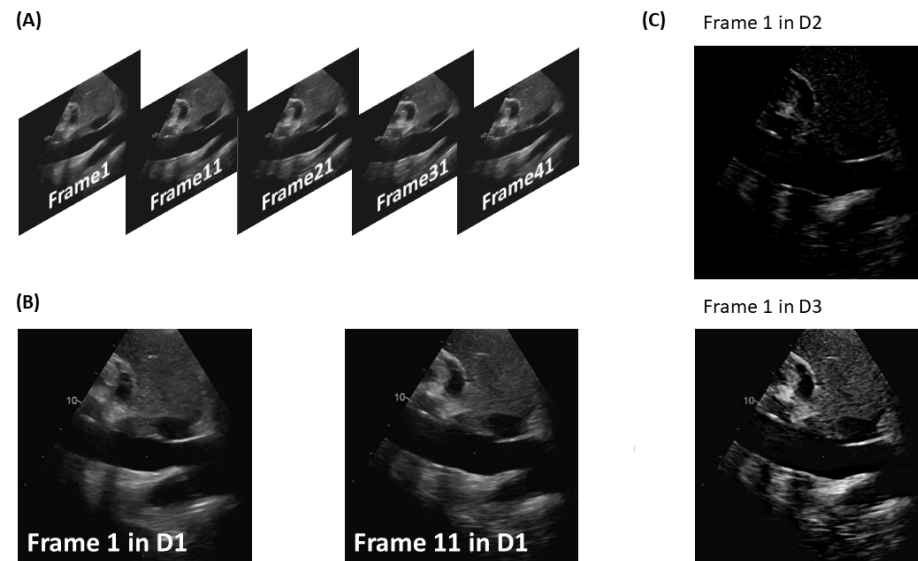 (A)
Frame1
Frame11
Frame21
Frame31
Frame41
(B)
10
Frame 1 in D1
10
Frame 11 in D1
(C)
Frame 1 in D2
Frame 1 in D3
10